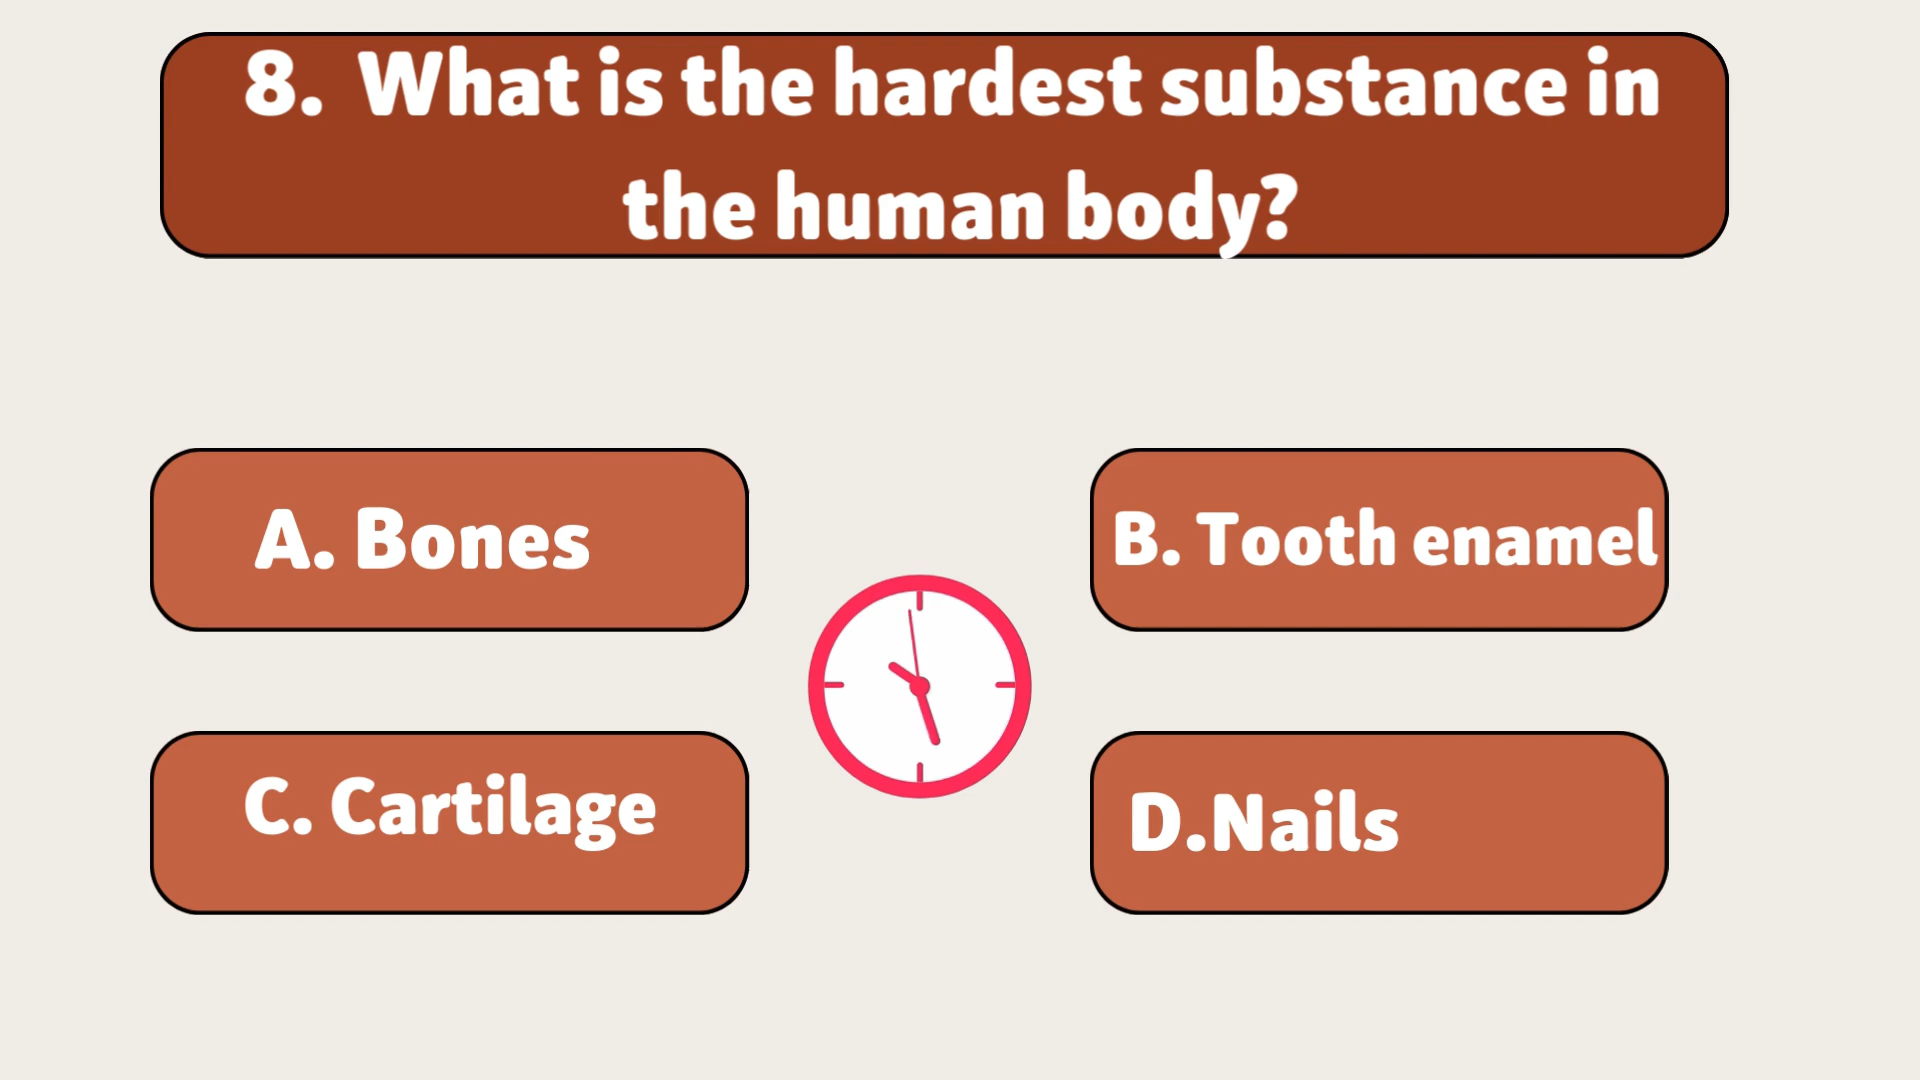 8. What is the hardest substance in
the human body?
A. Bones
B. Tooth enamel
C. Cartilage
D.Nails